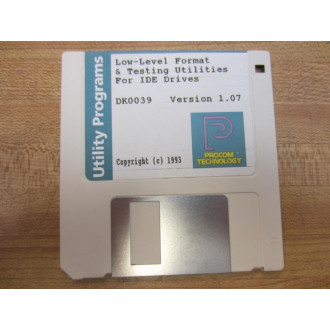 Utility Programs
Low-Level Format
& Testing Utilities
For IDE Drives
DK0039 Version 1.07
Copyright (c) 1993
P
PROCOM
TECHNOLOGY